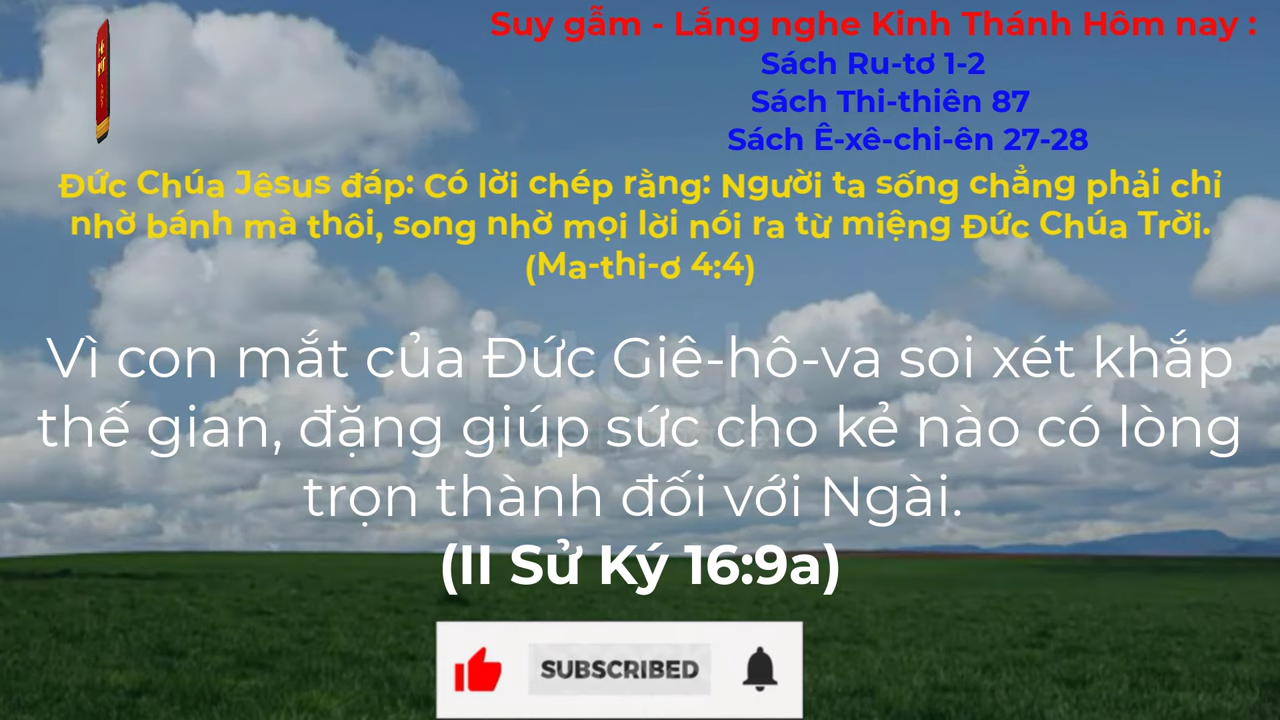 Suy gẫm - Lắng nghe Kinh Thánh Hôm nay :
Sách Ru-tơ 1-2
Sách Thi-thiên 87
Sách Ê-xê-chi-ên 27-28
Đức Chúa Jêsus đáp: Có lời chép rằng: Người ta sống chẳng phải chỉ
nhờ bánh mà thôi, song nhờ mọi lời nói ra từ miệng Đức Chúa Trời.
(Ma-thi-ơ 4:4)
Vì con mắt của Đức Giê-hô-va soi xét khắp
thế gian, đặng giúp sức cho kẻ nào có lòng
trọn thành đối với Ngài.
(II Sử Ký 16:9a)
SUBSCRIBED